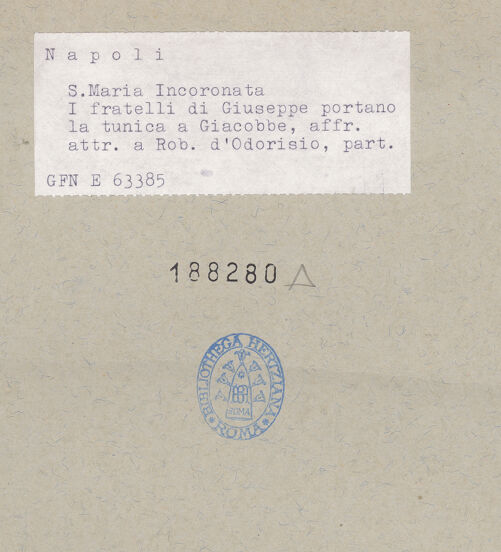 Napoli
S.Maria Incoronata
I fratelli di Giuseppe portano
la tunica a Giacobbe, affr.
attr. a Rob. d'Odorisio, part.
GFN E 63385
188280
BIBLIOTHECA HERTZIANA
ROMA
ROMA